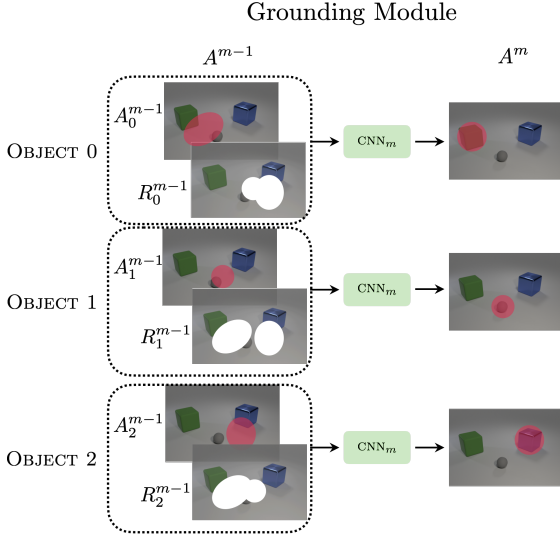 Grounding Module
A^{m-1} A^m
A_0^{m-1}
OBJECT 0 CNN_m
R_0^{m-1}
A_1^{m-1}
OBJECT 1 CNN_m
R_1^{m-1}
A_2^{m-1}
OBJECT 2 CNN_m
R_2^{m-1}